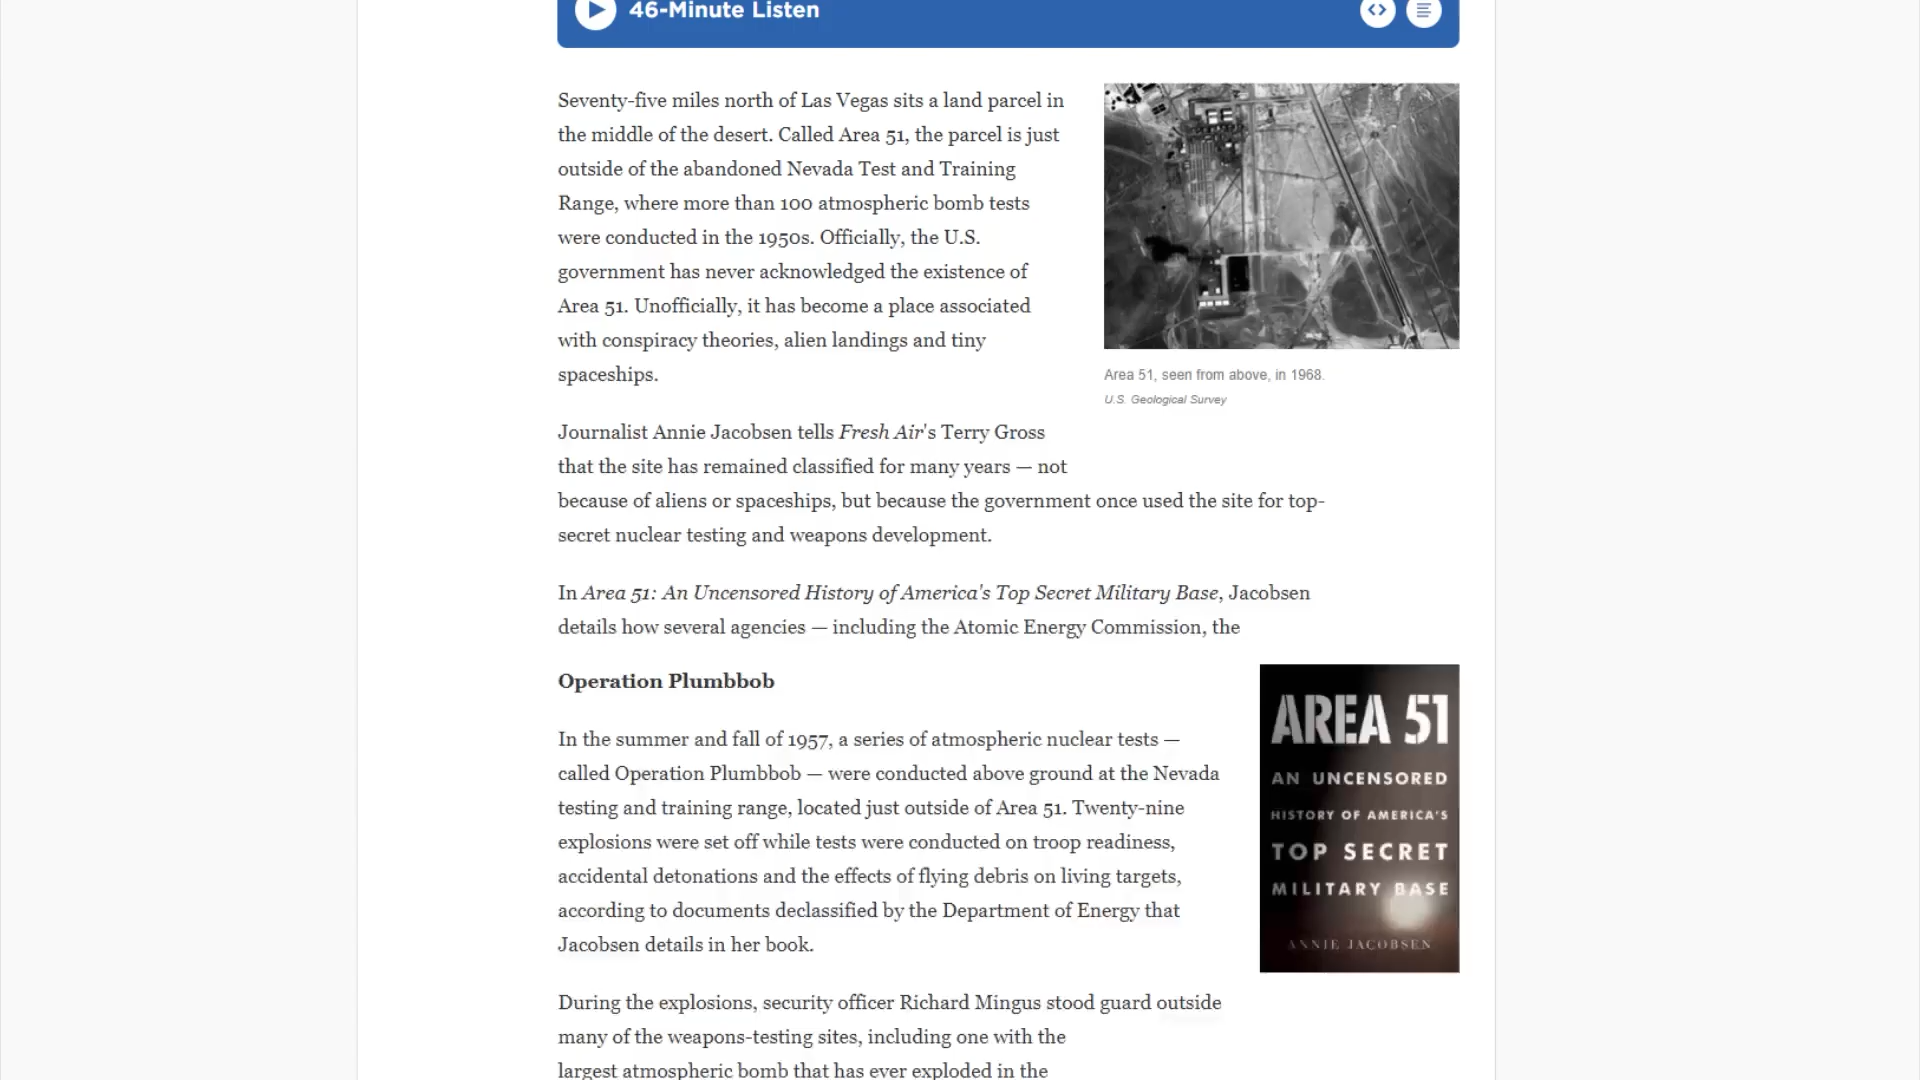 46-Minute Listen
Seventy-five miles north of Las Vegas sits a land parcel in
the middle of the desert. Called Area 51, the parcel is just
outside of the abandoned Nevada Test and Training
Range, where more than 100 atmospheric bomb tests
were conducted in the 1950s. Officially, the U.S.
government has never acknowledged the existence of
Area 51. Unofficially, it has become a place associated
with conspiracy theories, alien landings and tiny
spaceships.
Area 51, seen from above, in 1968.
U.S. Geological Survey
Journalist Annie Jacobsen tells Fresh Air's Terry Gross
that the site has remained classified for many years — not
because of aliens or spaceships, but because the government once used the site for top-
secret nuclear testing and weapons development.
In Area 51: An Uncensored History of America's Top Secret Military Base, Jacobsen
details how several agencies — including the Atomic Energy Commission, the
Operation Plumbbob
In the summer and fall of 1957, a series of atmospheric nuclear tests —
called Operation Plumbbob — were conducted above ground at the Nevada
testing and training range, located just outside of Area 51. Twenty-nine
explosions were set off while tests were conducted on troop readiness,
accidental detonations and the effects of flying debris on living targets,
according to documents declassified by the Department of Energy that
Jacobsen details in her book.
AREA 51
AN UNCENSORED
HISTORY OF AMERICA'S
TOP SECRET
MILITARY BASE
ANNIE JACOBSEN
During the explosions, security officer Richard Mingus stood guard outside
many of the weapons-testing sites, including one with the
largest atmospheric bomb that has ever exploded in the